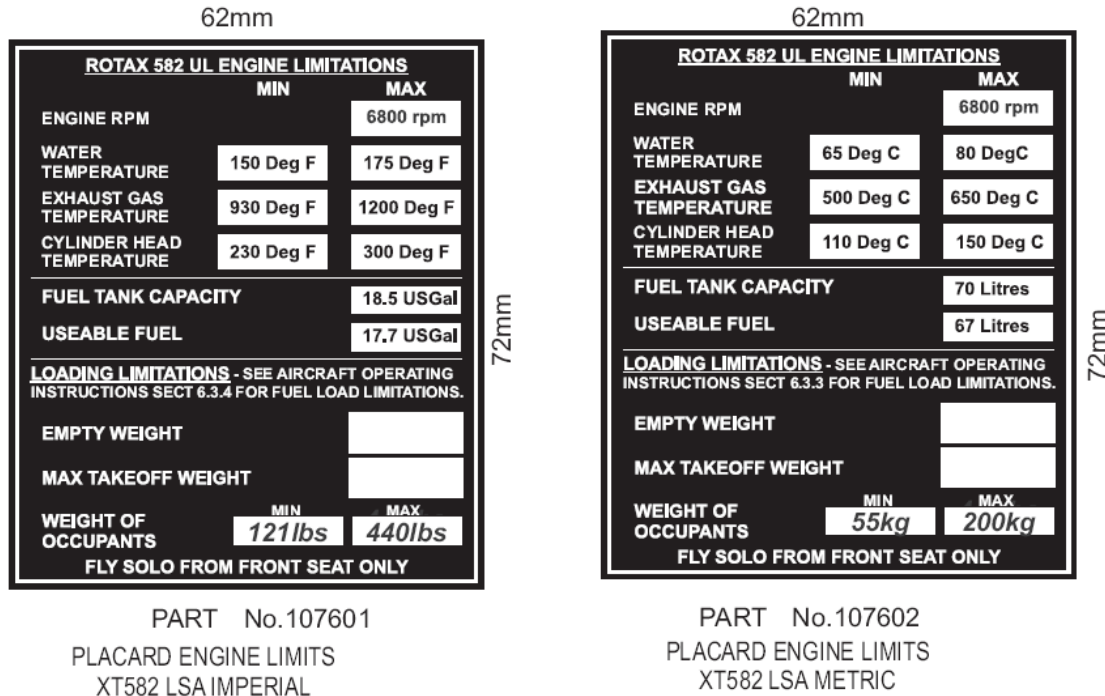 62mm
ROTAX 582 UL ENGINE LIMITATIONS
MIN MAX
ENGINE RPM 6800 rpm
WATER
TEMPERATURE 150 Deg F 175 Deg F
EXHAUST GAS
TEMPERATURE 930 Deg F 1200 Deg F
CYLINDER HEAD
TEMPERATURE 230 Deg F 300 Deg F
FUEL TANK CAPACITY 18.5 USGal
USEABLE FUEL 17.7 USGal
LOADING LIMITATIONS - SEE AIRCRAFT OPERATING
INSTRUCTIONS SECT 6.3.4 FOR FUEL LOAD LIMITATIONS.
EMPTY WEIGHT
MAX TAKEOFF WEIGHT
MIN MAX
WEIGHT OF
OCCUPANTS 121lbs 440lbs
FLY SOLO FROM FRONT SEAT ONLY
72mm
PART No.107601
PLACARD ENGINE LIMITS
XT582 LSA IMPERIAL
62mm
ROTAX 582 UL ENGINE LIMITATIONS
MIN MAX
ENGINE RPM 6800 rpm
WATER
TEMPERATURE 65 Deg C 80 DegC
EXHAUST GAS
TEMPERATURE 500 Deg C 650 Deg C
CYLINDER HEAD
TEMPERATURE 110 Deg C 150 Deg C
FUEL TANK CAPACITY 70 Litres
USEABLE FUEL 67 Litres
LOADING LIMITATIONS - SEE AIRCRAFT OPERATING
INSTRUCTIONS SECT 6.3.3 FOR FUEL LOAD LIMITATIONS.
EMPTY WEIGHT
MAX TAKEOFF WEIGHT
MIN MAX
WEIGHT OF
OCCUPANTS 55kg 200kg
FLY SOLO FROM FRONT SEAT ONLY
72mm
PART No.107602
PLACARD ENGINE LIMITS
XT582 LSA METRIC